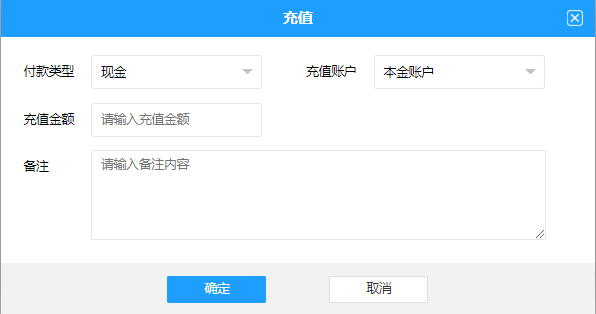 充值
付款类型 现金 充值账户 本金账户
充值金额 请输入充值金额
备注 请输入备注内容
确定 取消